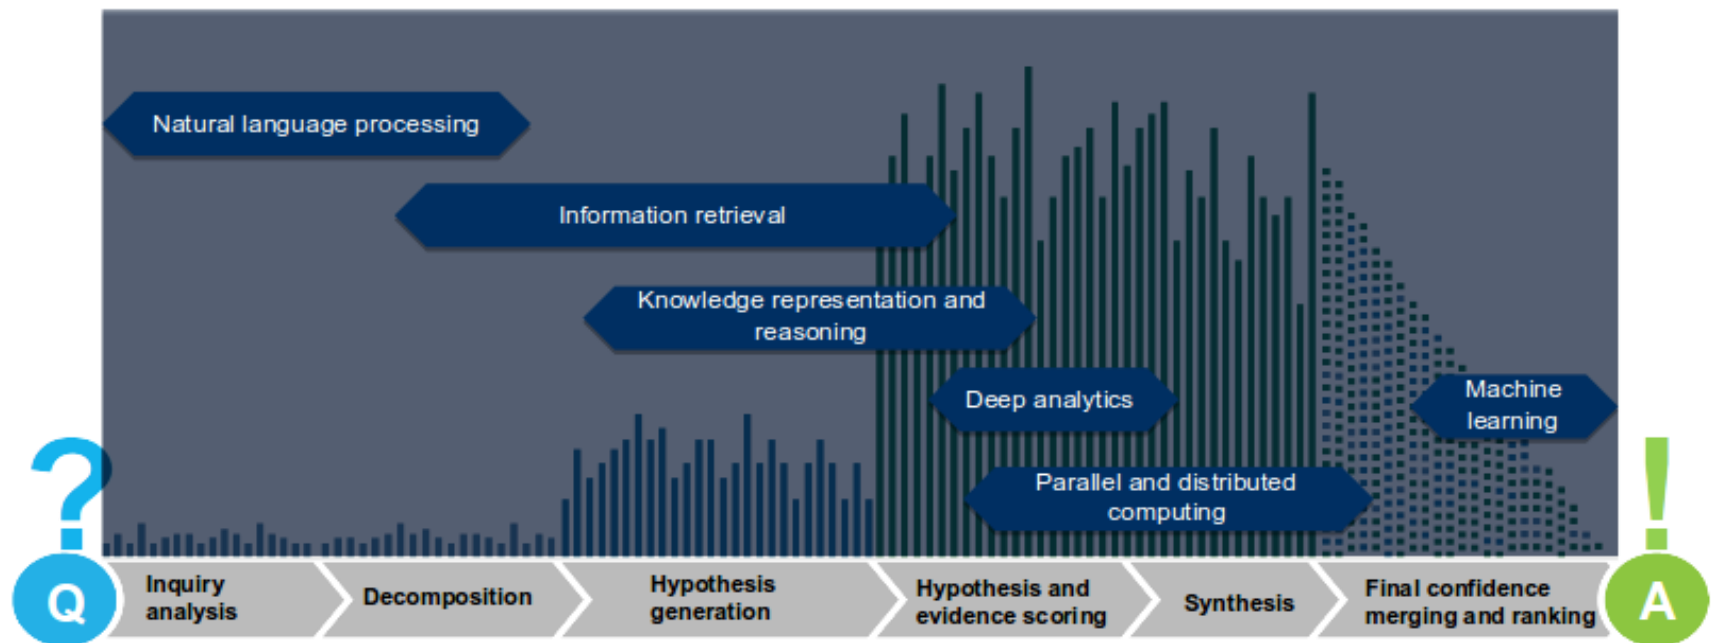 Natural language processing
Information retrieval
Knowledge representation and
reasoning
Deep analytics
Machine
learning
Parallel and distributed
computing
?
!
Q
Inquiry
analysis
Decomposition
Hypothesis
generation
Hypothesis and
evidence scoring
Synthesis
Final confidence
merging and ranking
A